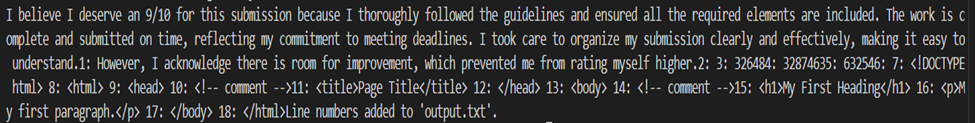 I believe I deserve an 9/10 for this submission because I thoroughly followed the guidelines and ensured all the required elements are included. The work is c
omplete and submitted on time, reflecting my commitment to meeting deadlines. I took care to organize my submission clearly and effectively, making it easy to
 understand.1: However, I acknowledge there is room for improvement, which prevented me from rating myself higher.2: 3: 326484: 32874635: 632546: 7: <!DOCTYPE
 html> 8: <html> 9: <head> 10: <!-- comment -->11: <title>Page Title</title> 12: </head> 13: <body> 14: <!-- comment -->15: <h1>My First Heading</h1> 16: <p>M
y first paragraph.</p> 17: </body> 18: </html>Line numbers added to 'output.txt'.